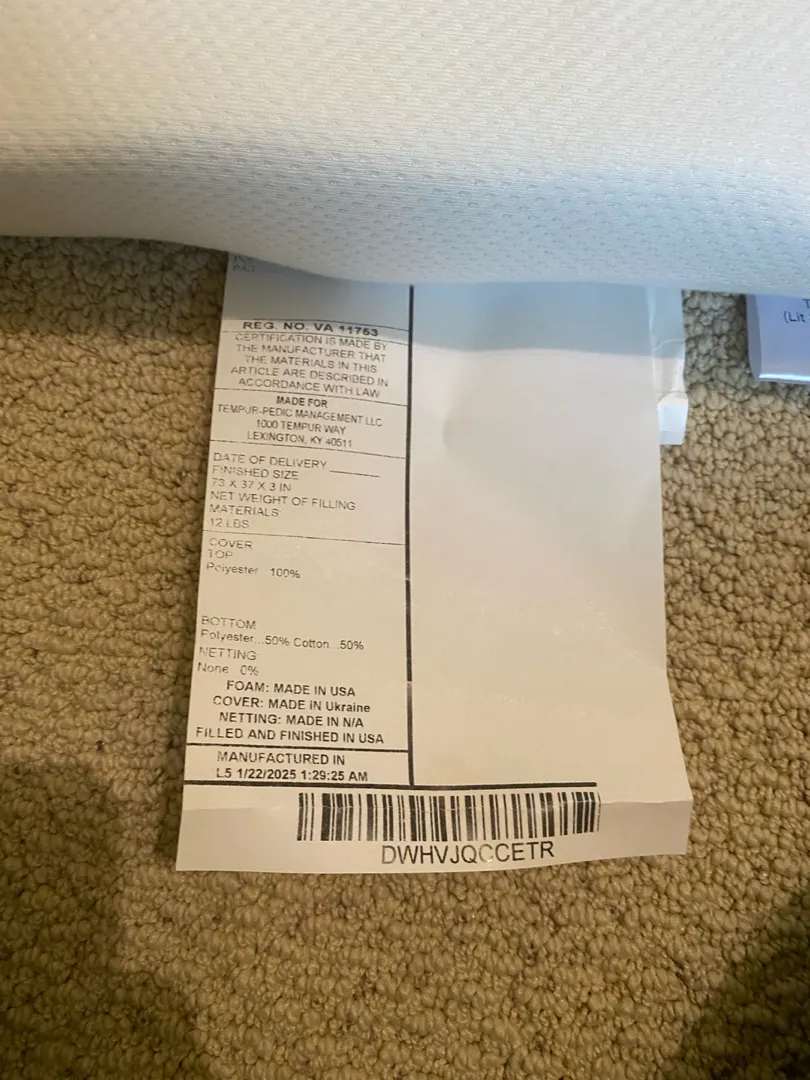 PAD
REG. NO. VA 11753
CERTIFICATION IS MADE BY
THE MANUFACTURER THAT
THE MATERIALS IN THIS
ARTICLE ARE DESCRIBED IN
ACCORDANCE WITH LAW
MADE FOR
TEMPUR-PEDIC MANAGEMENT LLC
1000 TEMPUR WAY
LEXINGTON, KY 40511
DATE OF DELIVERY
FINISHED SIZE
73 X 37 X 3 IN
NET WEIGHT OF FILLING
MATERIALS
12 LBS
COVER
TOP
Polyester...100%
BOTTOM
Polyester...50% Cotton...50%
NETTING
None...0%
FOAM: MADE IN USA
COVER: MADE IN Ukraine
NETTING: MADE IN N/A
FILLED AND FINISHED IN USA
MANUFACTURED IN
L5 1/22/2025 1:29:25 AM
DWHVJQCCETR
(Lit